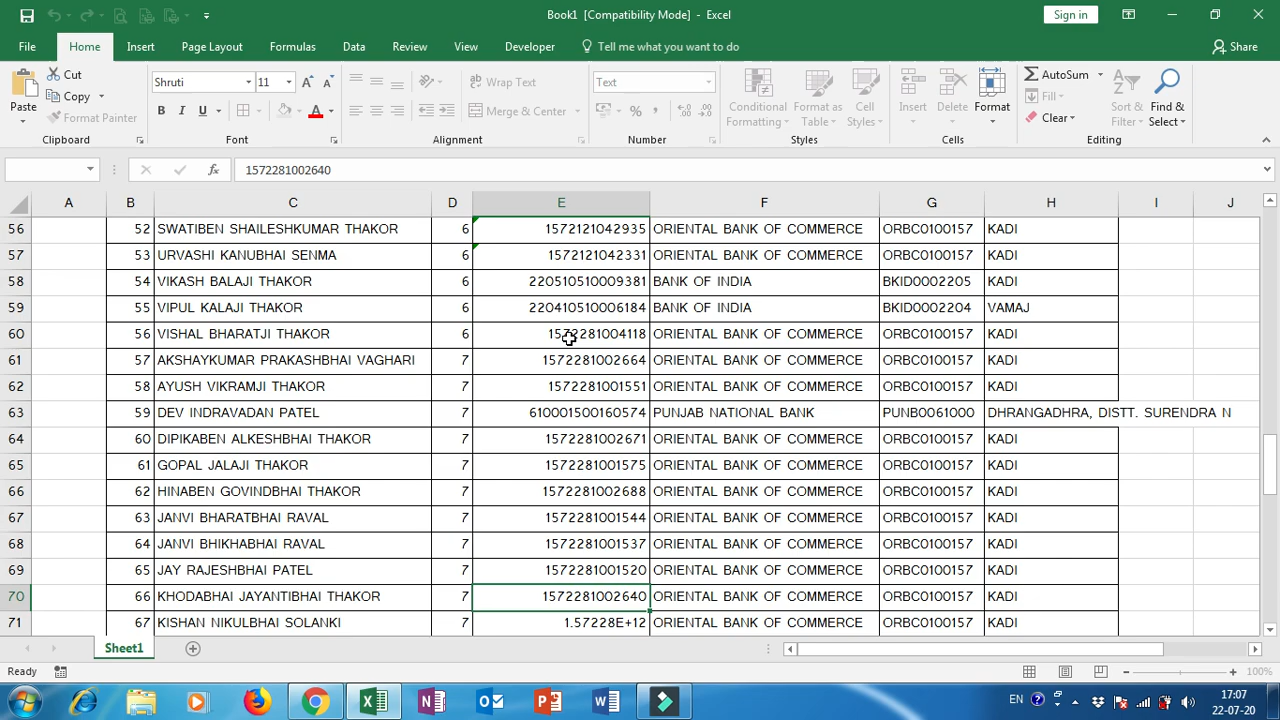 Book1 [Compatibility Mode] - Excel
Sign in
File Home Insert Page Layout Formulas Data Review View Developer Tell me what you want to do Share
Paste
Cut
Copy
Format Painter
Clipboard
Shruti 11
B I U
Font
Wrap Text
Merge & Center
Alignment
Text
Number
Conditional Formatting
Format as Table
Cell Styles
Styles
Insert
Delete
Format
Cells
AutoSum
Fill
Clear
Sort & Filter
Find & Select
Editing
fx 1572281002640
A B C D E F G H I J
56 52 SWATIBEN SHAILESHKUMAR THAKOR 6 1572121042935 ORIENTAL BANK OF COMMERCE ORBC0100157 KADI
57 53 URVASHI KANUBHAI SENMA 6 1572121042331 ORIENTAL BANK OF COMMERCE ORBC0100157 KADI
58 54 VIKASH BALAJI THAKOR 6 220510510009381 BANK OF INDIA BKID0002205 KADI
59 55 VIPUL KALAJI THAKOR 6 220410510006184 BANK OF INDIA BKID0002204 VAMAJ
60 56 VISHAL BHARATJI THAKOR 6 1572281004118 ORIENTAL BANK OF COMMERCE ORBC0100157 KADI
61 57 AKSHAYKUMAR PRAKASHBHAI VAGHARI 7 1572281002664 ORIENTAL BANK OF COMMERCE ORBC0100157 KADI
62 58 AYUSH VIKRAMJI THAKOR 7 1572281001551 ORIENTAL BANK OF COMMERCE ORBC0100157 KADI
63 59 DEV INDRAVADAN PATEL 7 610001500160574 PUNJAB NATIONAL BANK PUNB0061000 DHRANGADHRA, DISTT. SURENDRA N
64 60 DIPIKABEN ALKESHBHAI THAKOR 7 1572281002671 ORIENTAL BANK OF COMMERCE ORBC0100157 KADI
65 61 GOPAL JALAJI THAKOR 7 1572281001575 ORIENTAL BANK OF COMMERCE ORBC0100157 KADI
66 62 HINABEN GOVINDBHAI THAKOR 7 1572281002688 ORIENTAL BANK OF COMMERCE ORBC0100157 KADI
67 63 JANVI BHARATBHAI RAVAL 7 1572281001544 ORIENTAL BANK OF COMMERCE ORBC0100157 KADI
68 64 JANVI BHIKHABHAI RAVAL 7 1572281001537 ORIENTAL BANK OF COMMERCE ORBC0100157 KADI
69 65 JAY RAJESHBHAI PATEL 7 1572281001520 ORIENTAL BANK OF COMMERCE ORBC0100157 KADI
70 66 KHODABHAI JAYANTIBHAI THAKOR 7 1572281002640 ORIENTAL BANK OF COMMERCE ORBC0100157 KADI
71 67 KISHAN NIKULBHAI SOLANKI 7 1.57228E+12 ORIENTAL BANK OF COMMERCE ORBC0100157 KADI
Sheet1
Ready 100%
EN 17:07
22-07-20